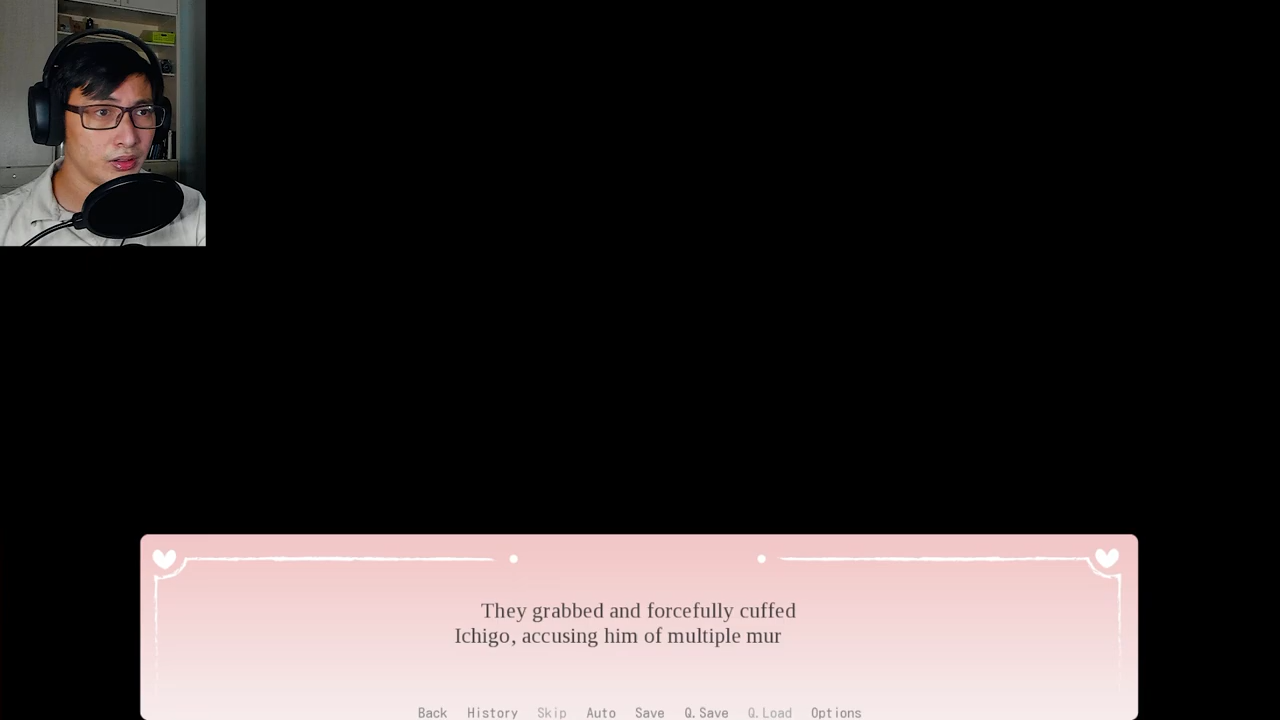 They grabbed and forcefully cuffed
Ichigo, accusing him of multiple mur
Back History Skip Auto Save Q.Save Q.Load Options